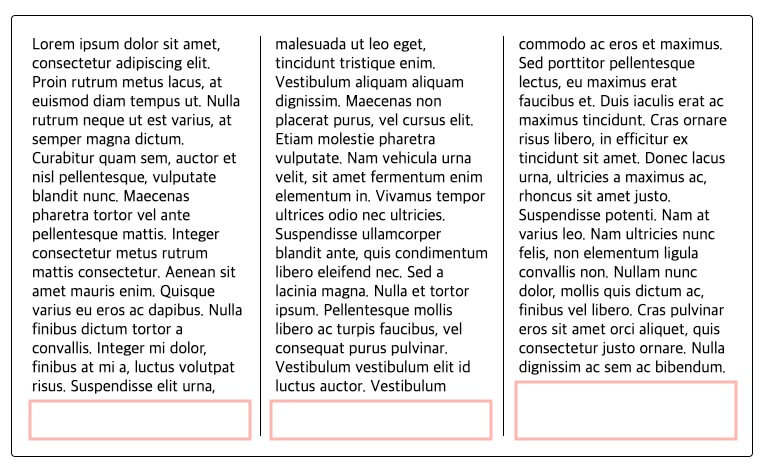 Lorem ipsum dolor sit amet,
consectetur adipiscing elit.
Proin rutrum metus lacus, at
euismod diam tempus ut. Nulla
rutrum neque ut est varius, at
semper magna dictum.
Curabitur quam sem, auctor et
nisl pellentesque, vulputate
blandit nunc. Maecenas
pharetra tortor vel ante
pellentesque mattis. Integer
consectetur metus rutrum
mattis consectetur. Aenean sit
amet mauris enim. Quisque
varius eu eros ac dapibus. Nulla
finibus dictum tortor a
convallis. Integer mi dolor,
finibus at mi a, luctus volutpat
risus. Suspendisse elit urna,
malesuada ut leo eget,
tincidunt tristique enim.
Vestibulum aliquam aliquam
dignissim. Maecenas non
placerat purus, vel cursus elit.
Etiam molestie pharetra
vulputate. Nam vehicula urna
velit, sit amet fermentum enim
elementum in. Vivamus tempor
ultrices odio nec ultricies.
Suspendisse ullamcorper
blandit ante, quis condimentum
libero eleifend nec. Sed a
lacinia magna. Nulla et tortor
ipsum. Pellentesque mollis
libero ac turpis faucibus, vel
consequat purus pulvinar.
Vestibulum vestibulum elit id
luctus auctor. Vestibulum
commodo ac eros et maximus.
Sed porttitor pellentesque
lectus, eu maximus erat
faucibus et. Duis iaculis erat ac
maximus tincidunt. Cras ornare
risus libero, in efficitur ex
tincidunt sit amet. Donec lacus
urna, ultricies a maximus ac,
rhoncus sit amet justo.
Suspendisse potenti. Nam at
varius leo. Nam ultricies nunc
felis, non elementum ligula
convallis non. Nullam nunc
dolor, mollis quis dictum ac,
finibus vel libero. Cras pulvinar
eros sit amet orci aliquet, quis
consectetur justo ornare. Nulla
dignissim ac sem ac bibendum.